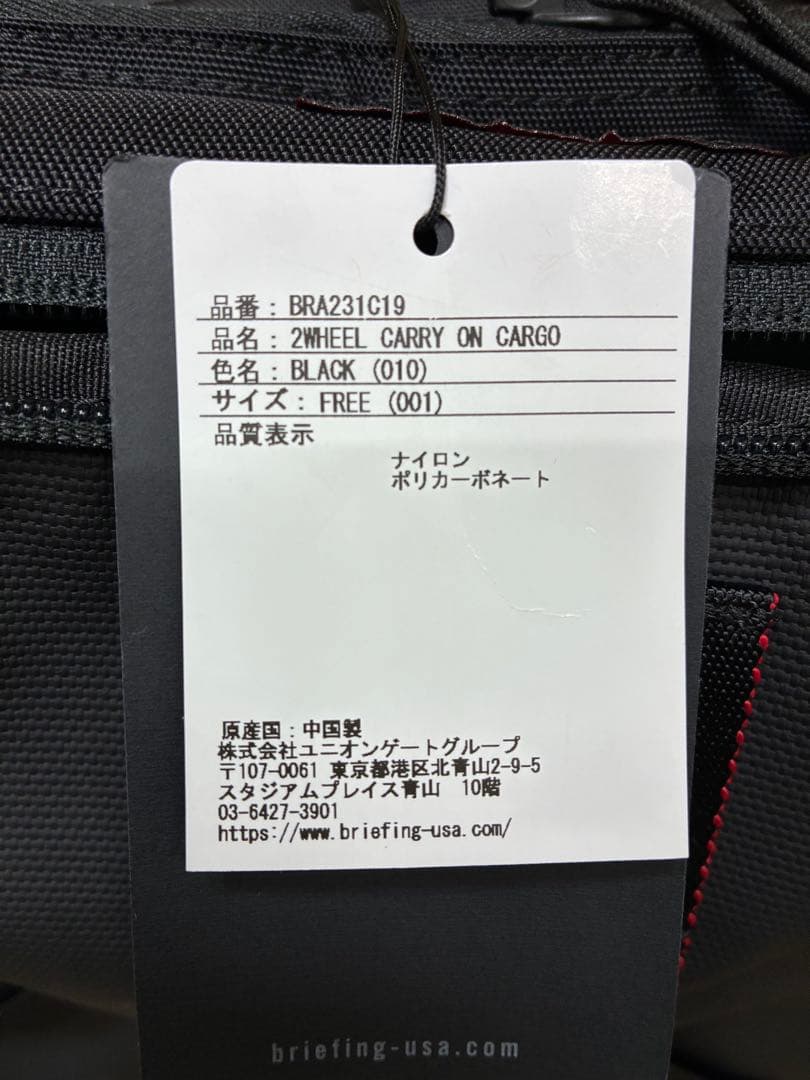 品番：BRA231C19
品名：2WHEEL CARRY ON CARGO
色名：BLACK (010)
サイズ：FREE (001)
品質表示
ナイロン
ポリカーボネート
原産国：中国製
株式会社ユニオンゲートグループ
〒107-0061 東京都港区北青山2-9-5
スタジアムプレイス青山 10階
03-6427-3901
https://www.briefing-usa.com/
briefing-usa.com